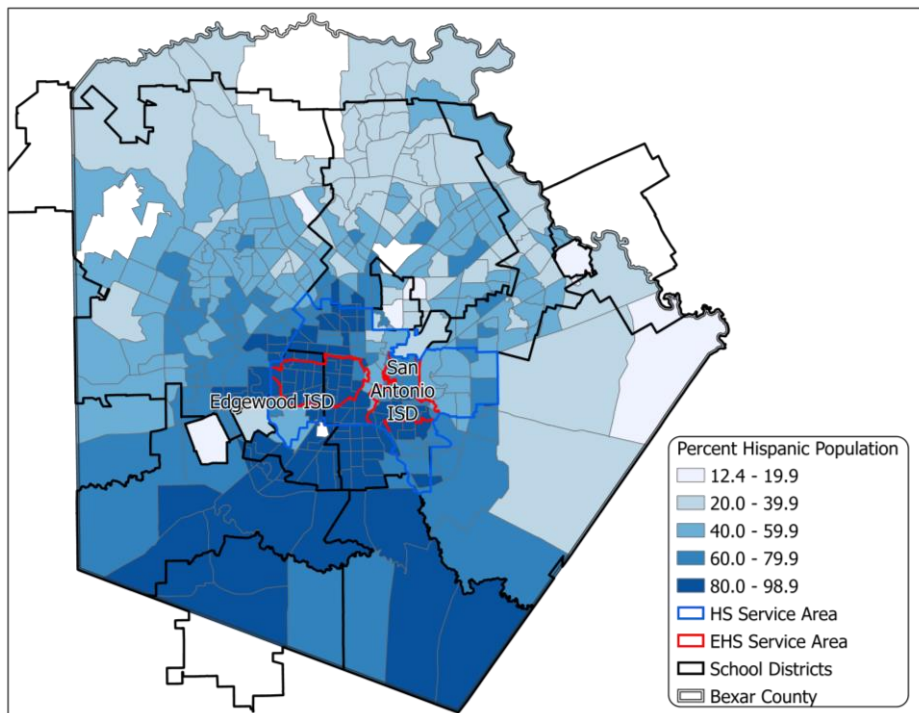 San
Antonio
ISD
Edgewood ISD
Percent Hispanic Population
12.4 - 19.9
20.0 - 39.9
40.0 - 59.9
60.0 - 79.9
80.0 - 98.9
HS Service Area
EHS Service Area
School Districts
Bexar County